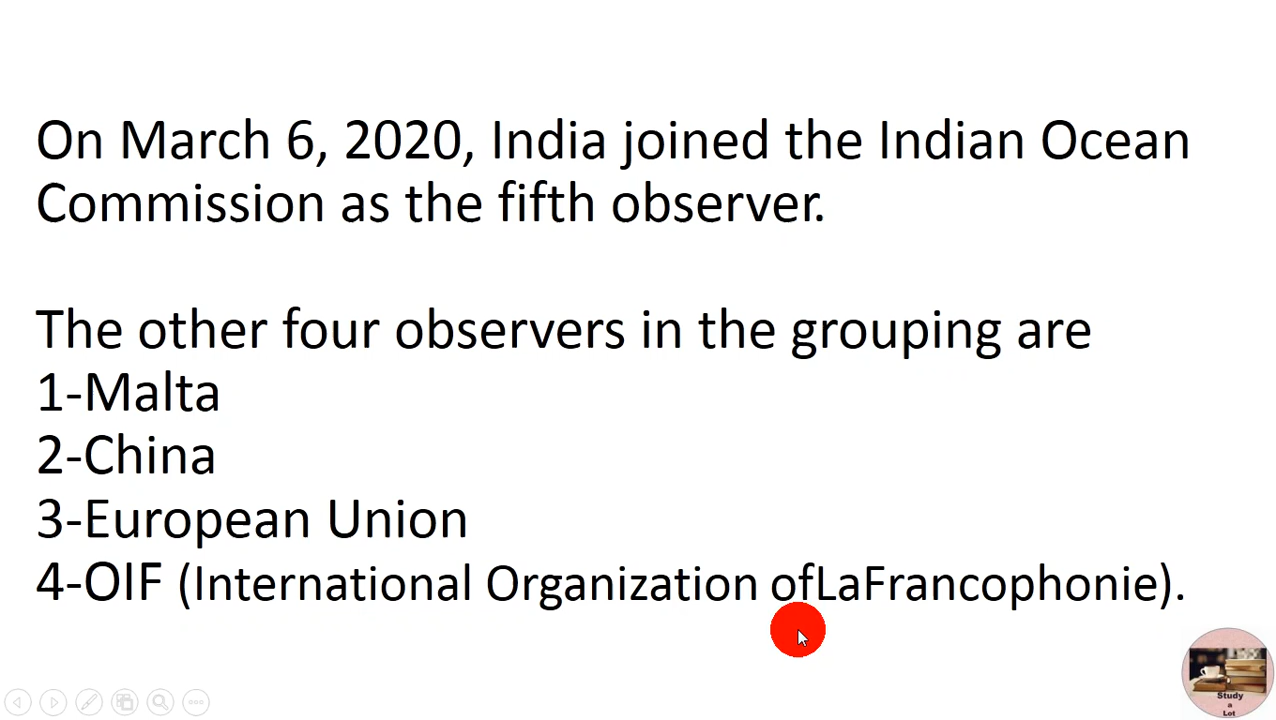 On March 6, 2020, India joined the Indian Ocean
Commission as the fifth observer.
The other four observers in the grouping are
1-Malta
2-China
3-European Union
4-OIF (International Organization ofLaFrancophonie).
Study
a
Lot